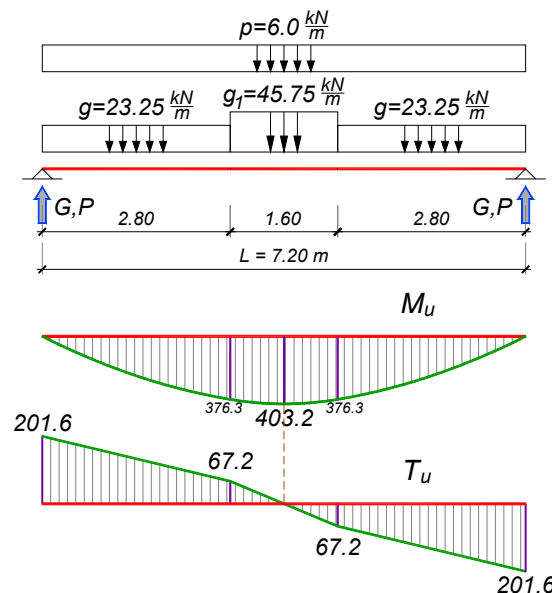 p=6.0 kN/m
g₁=45.75 kN/m
g=23.25 kN/m g=23.25 kN/m
G,P G,P
2.80 1.60 2.80
L = 7.20 m
Mᵤ
376.3 403.2 376.3
201.6
67.2 Tᵤ
67.2
201.6